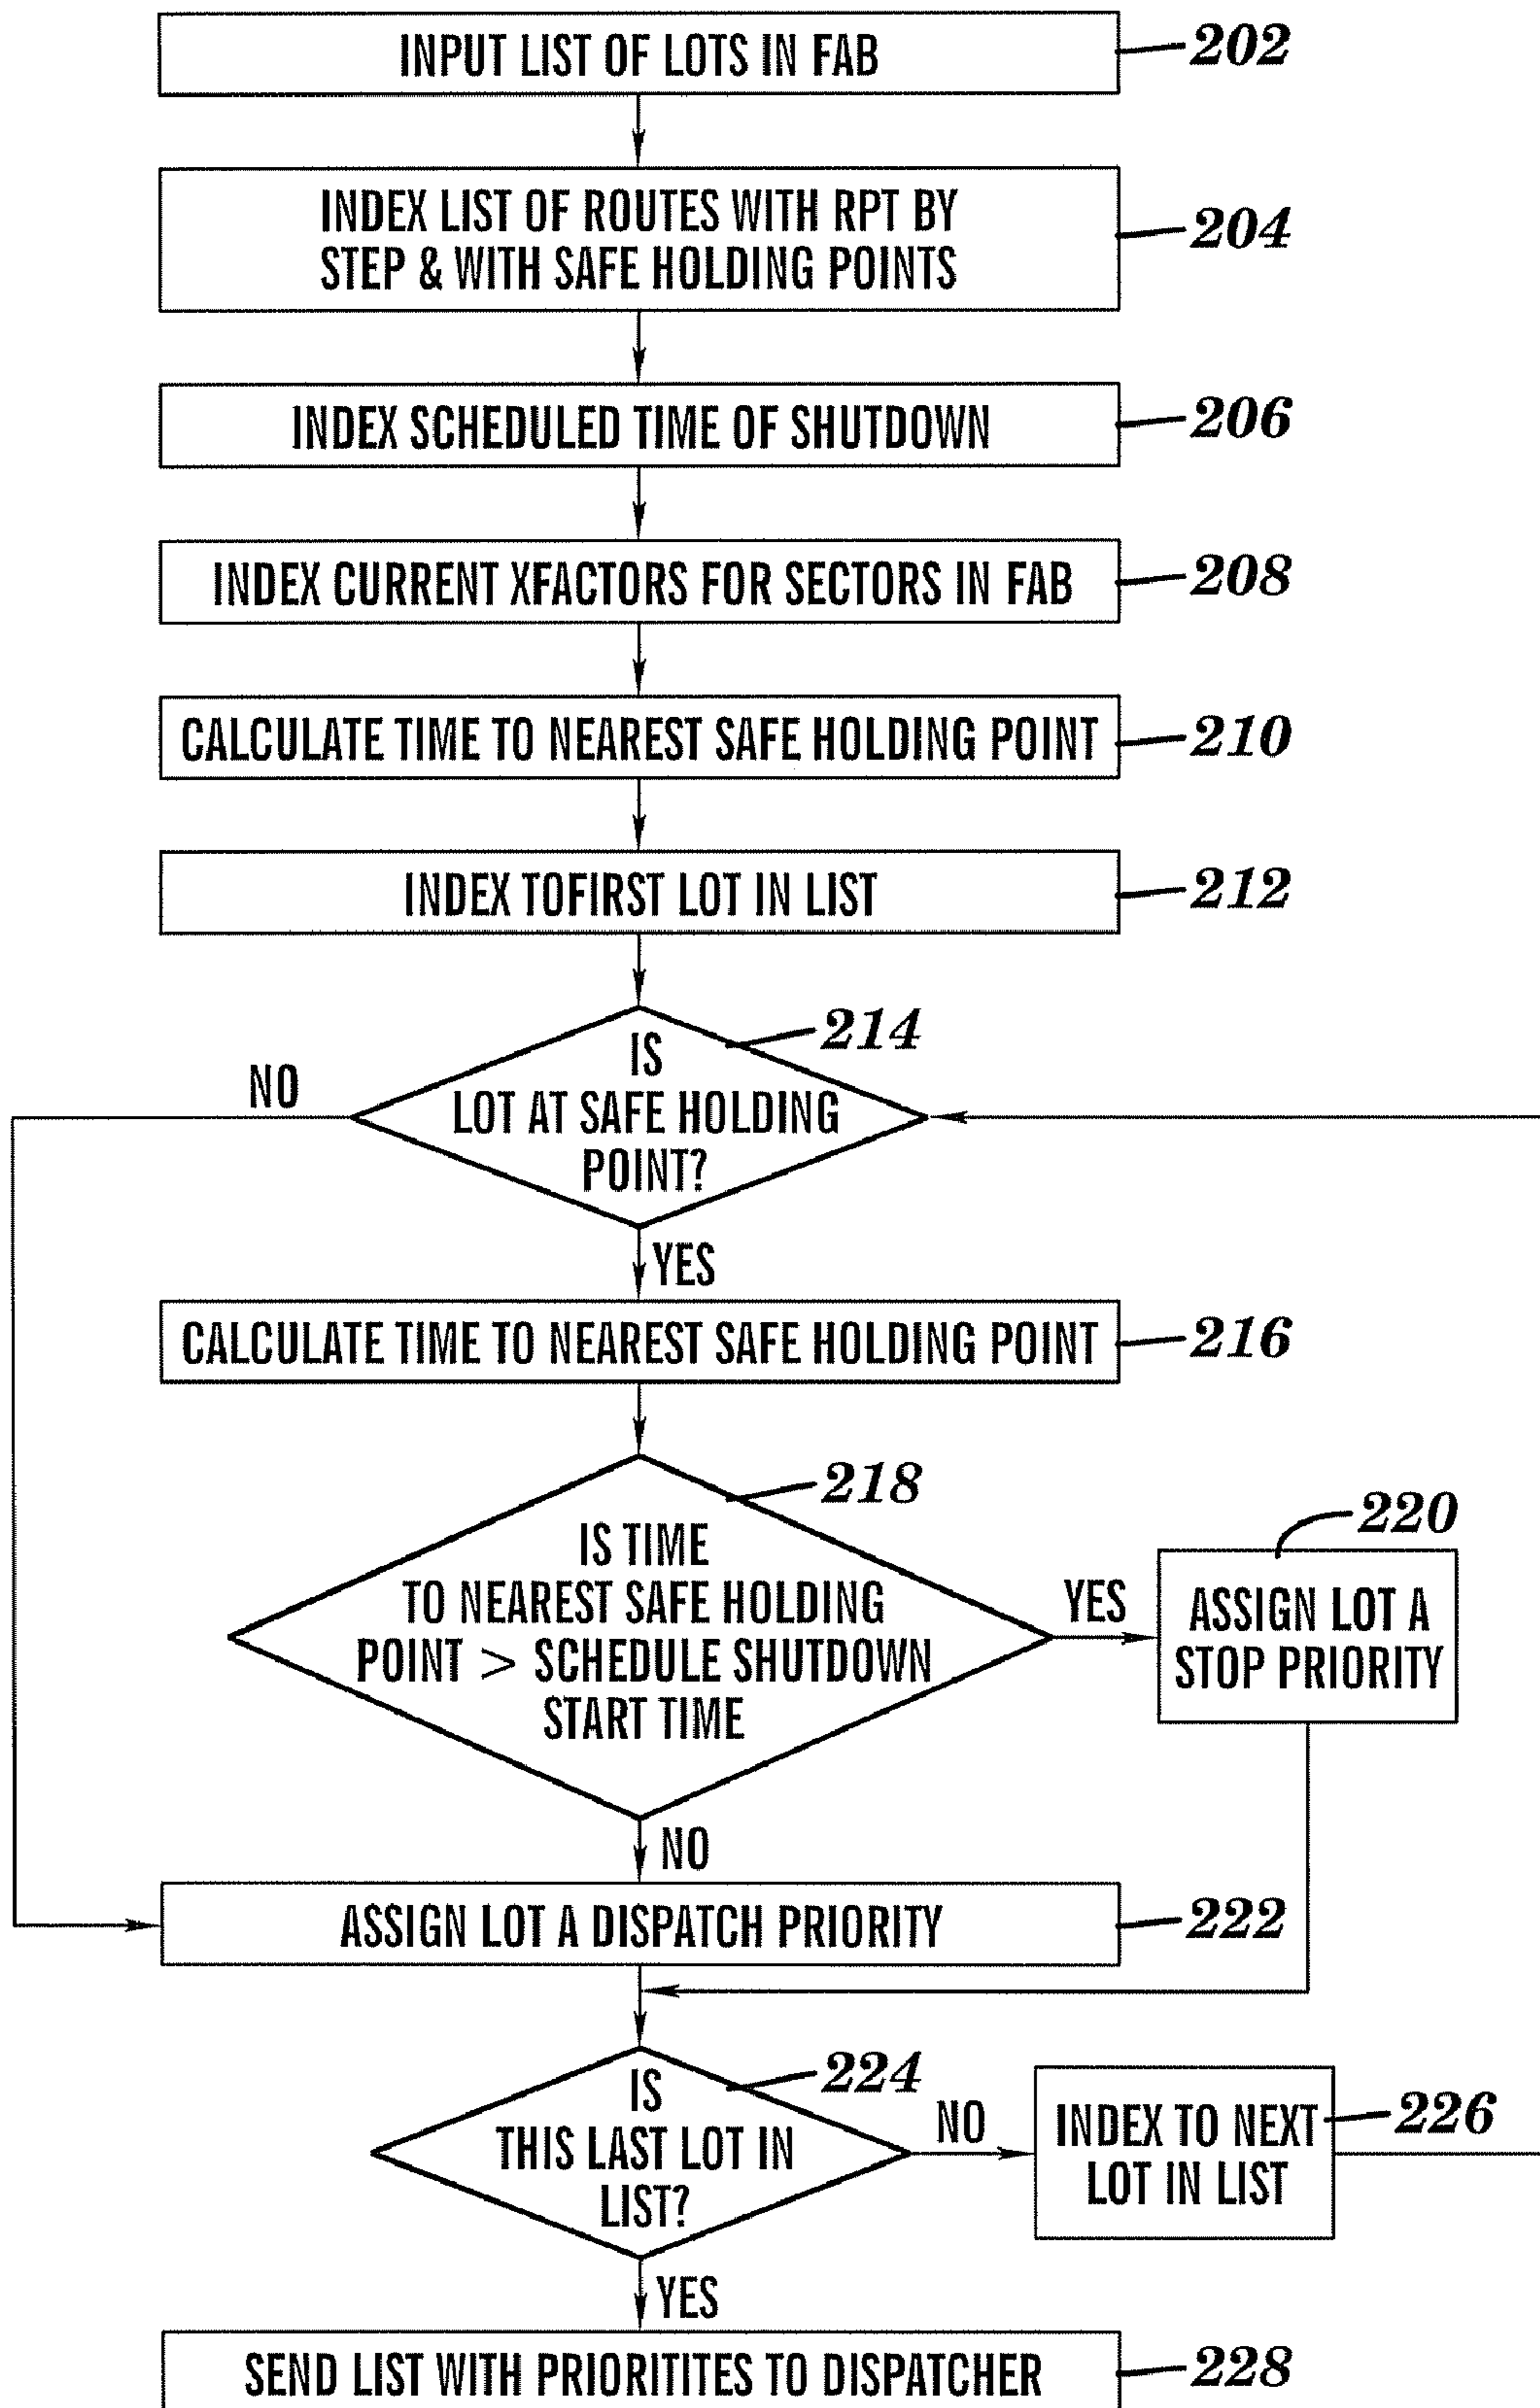 INPUT LIST OF LOTS IN FAB
202
INDEX LIST OF ROUTES WITH RPT BY
STEP & WITH SAFE HOLDING POINTS
204
INDEX SCHEDULED TIME OF SHUTDOWN
206
INDEX CURRENT XFACTORS FOR SECTORS IN FAB
208
CALCULATE TIME TO NEAREST SAFE HOLDING POINT
210
INDEX TOFIRST LOT IN LIST
212
214
IS
LOT AT SAFE HOLDING
POINT?
NO
YES
CALCULATE TIME TO NEAREST SAFE HOLDING POINT
216
218
IS TIME
TO NEAREST SAFE HOLDING
POINT > SCHEDULE SHUTDOWN
START TIME
YES
220
ASSIGN LOT A
STOP PRIORITY
NO
ASSIGN LOT A DISPATCH PRIORITY
222
224
IS
THIS LAST LOT IN
LIST?
NO
INDEX TO NEXT
LOT IN LIST
226
YES
SEND LIST WITH PRIORITITES TO DISPATCHER
228